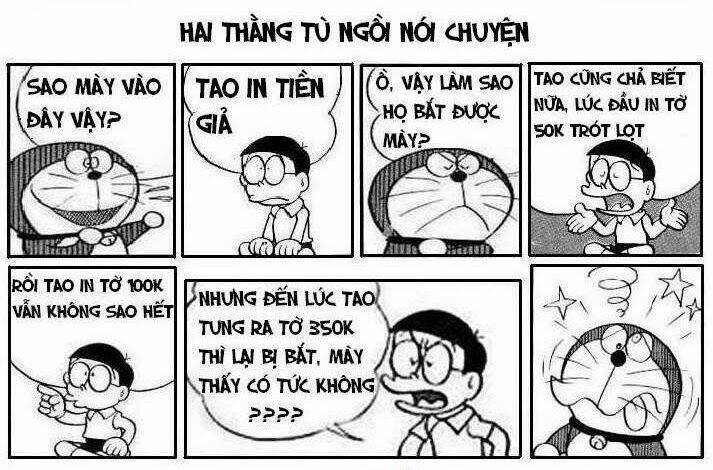 HAI THẰNG TÙ NGỒI NÓI CHUYỆN
SAO MÀY VÀO
ĐÂY VẬY?
TAO IN TIỀN
GIẢ
Ồ, VẬY LÀM SAO
HỌ BẮT ĐƯỢC
MÀY?
TAO CŨNG CHẢ BIẾT
NỮA, LÚC ĐẦU IN TỜ
50K TRÓT LỌT
RỒI TAO IN TỜ 100K
VẪN KHÔNG SAO HẾT
NHƯNG ĐẾN LÚC TAO
TUNG RA TỜ 350K
THÌ LẠI BỊ BẮT, MÀY
THẤY CÓ TỨC KHÔNG
????